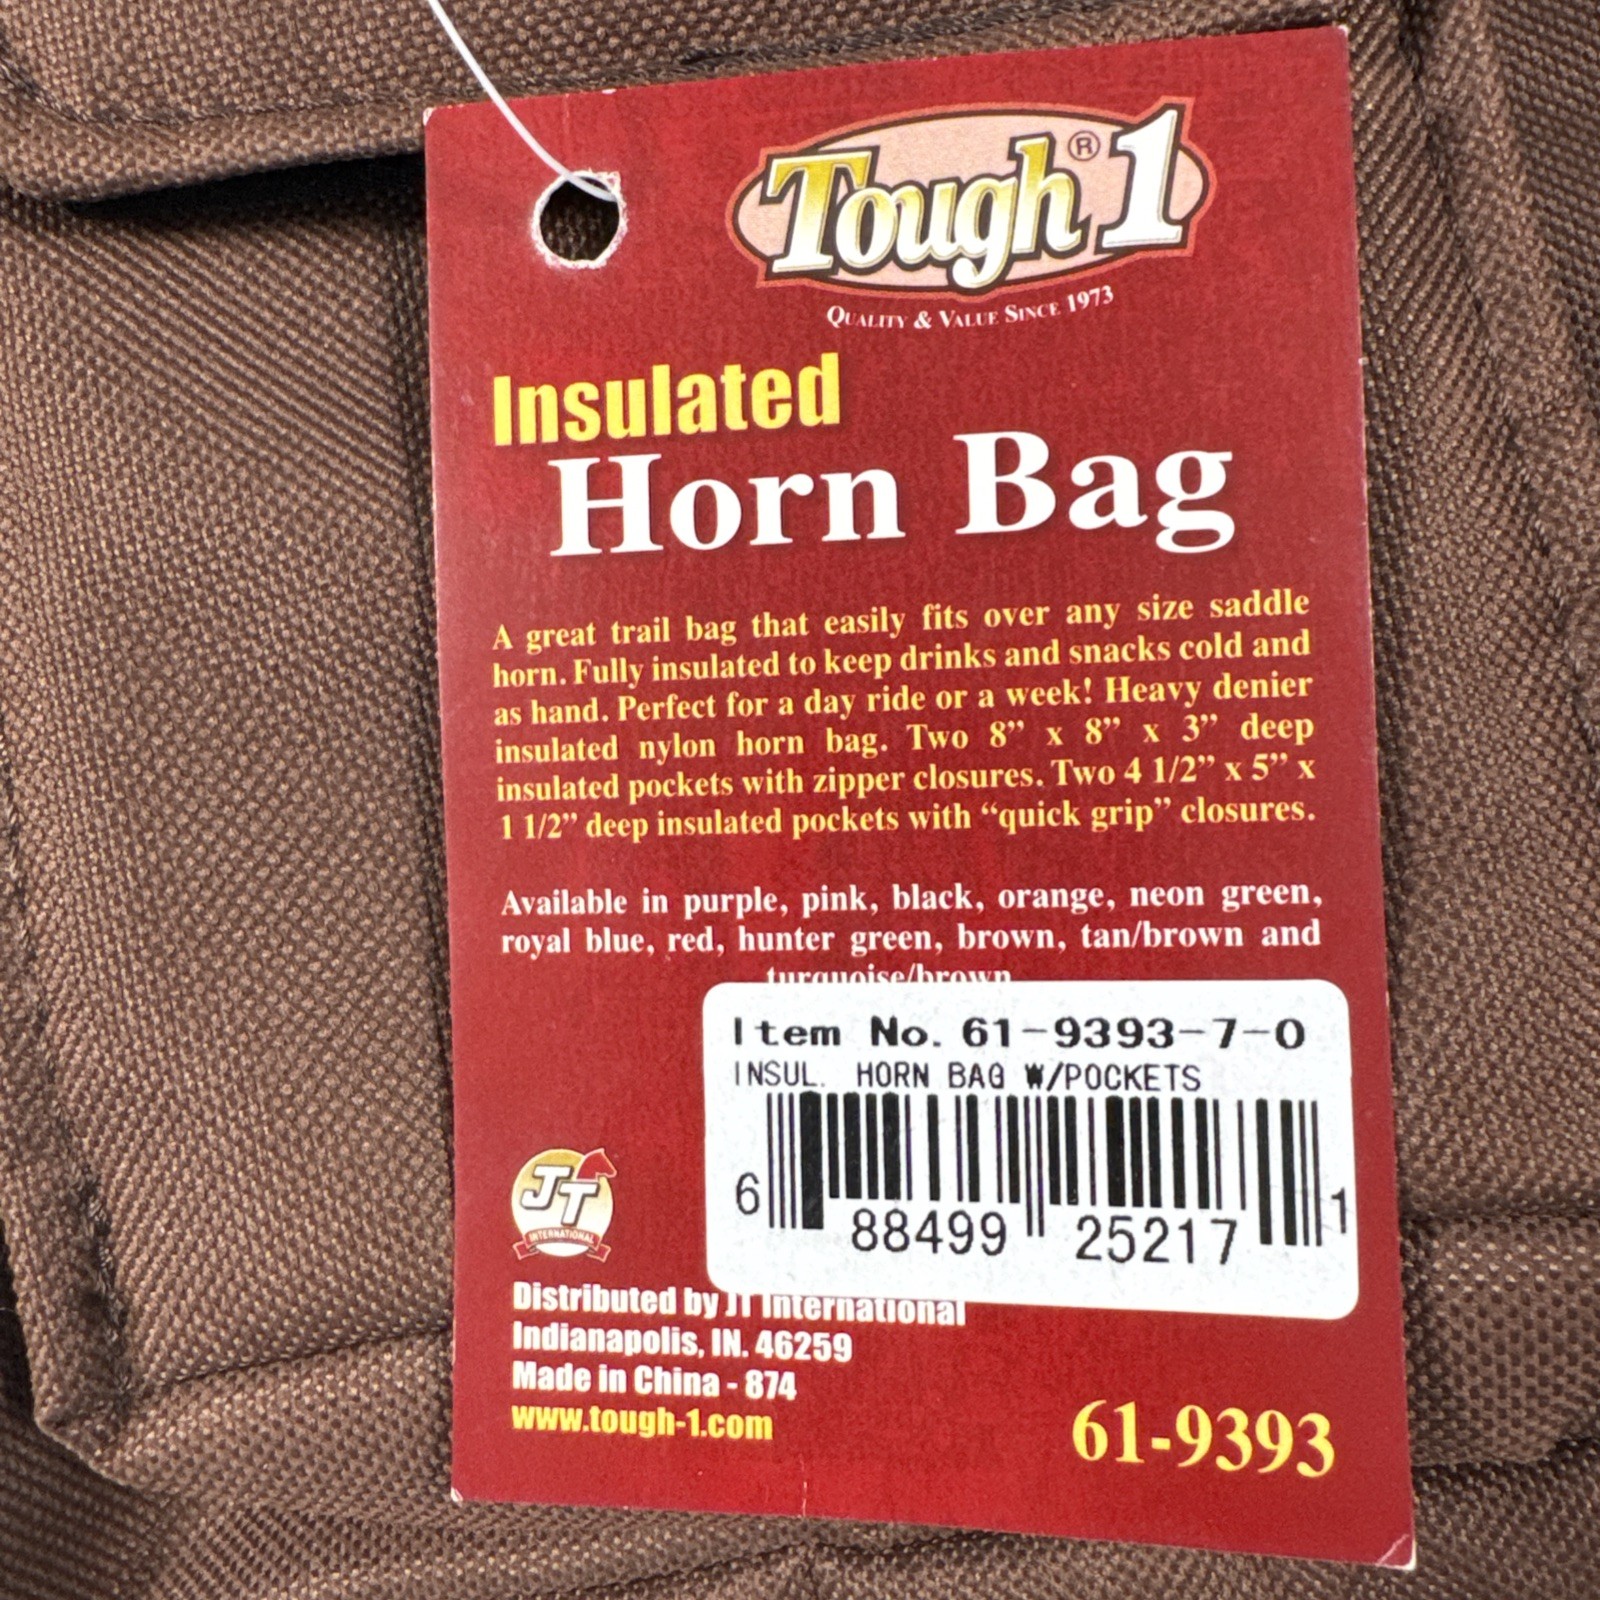 Tough® 1
Quality & Value Since 1973
Insulated
Horn Bag
A great trail bag that easily fits over any size saddle
horn. Fully insulated to keep drinks and snacks cold and
as hand. Perfect for a day ride or a week! Heavy denier
insulated nylon horn bag. Two 8” x 8” x 3” deep
insulated pockets with zipper closures. Two 4 1/2” x 5” x
1 1/2” deep insulated pockets with “quick grip” closures.
Available in purple, pink, black, orange, neon green,
royal blue, red, hunter green, brown, tan/brown and
turquoise/brown
Item No. 61-9393-7-0
INSUL. HORN BAG W/POCKETS
6 88499 25217 1
JT
INTERNATIONAL
Distributed by JT International
Indianapolis, IN. 46259
Made in China - 874
www.tough-1.com
61-9393